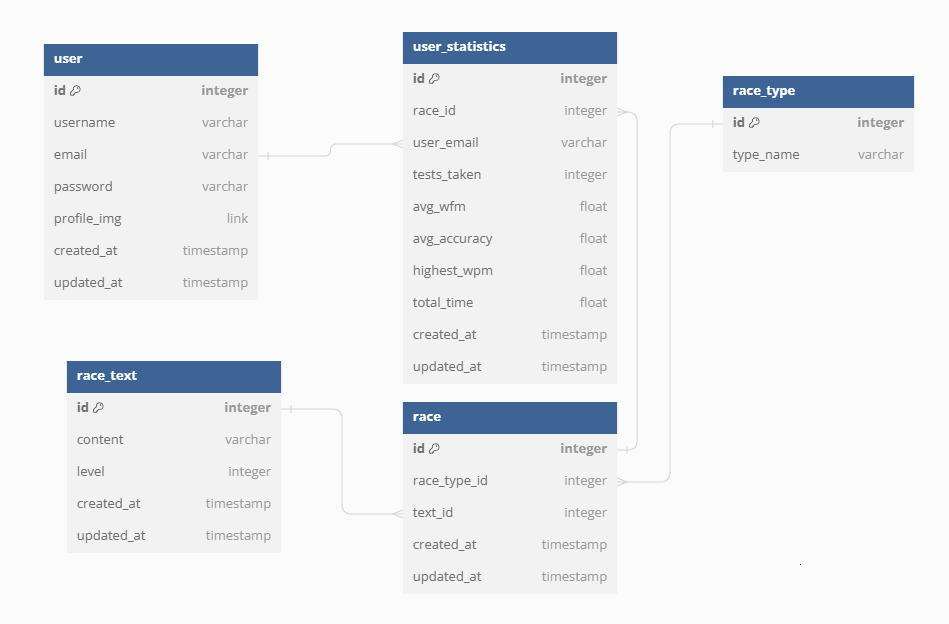 user
id integer
username varchar
email varchar
password varchar
profile_img link
created_at timestamp
updated_at timestamp
user_statistics
id integer
race_id integer
user_email varchar
tests_taken integer
avg_wfm float
avg_accuracy float
highest_wpm float
total_time float
created_at timestamp
updated_at timestamp
race_type
id integer
type_name varchar
race_text
id integer
content varchar
level integer
created_at timestamp
updated_at timestamp
race
id integer
race_type_id integer
text_id integer
created_at timestamp
updated_at timestamp